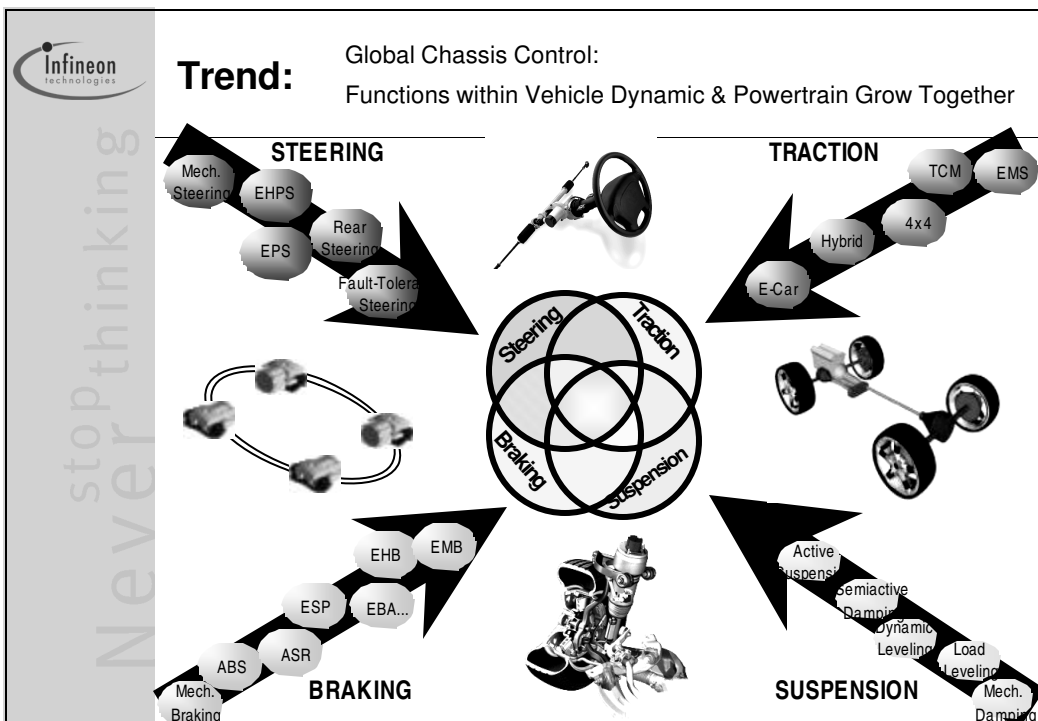 Infineon
technologies
Never stop thinking
Trend:
Global Chassis Control:
Functions within Vehicle Dynamic & Powertrain Grow Together
STEERING
Mech.
Steering
EHPS
EPS
Rear
Steering
Fault-Tolera
Steering
TRACTION
TCM
EMS
4x4
Hybrid
E-Car
Steering
Traction
Braking
Suspension
EHB
EMB
ESP
EBA...
ABS
ASR
Mech.
Braking
BRAKING
Active
Suspensi
Semiactive
Damping
Dynamic
Leveling
Load
Leveling
Mech.
Damping
SUSPENSION